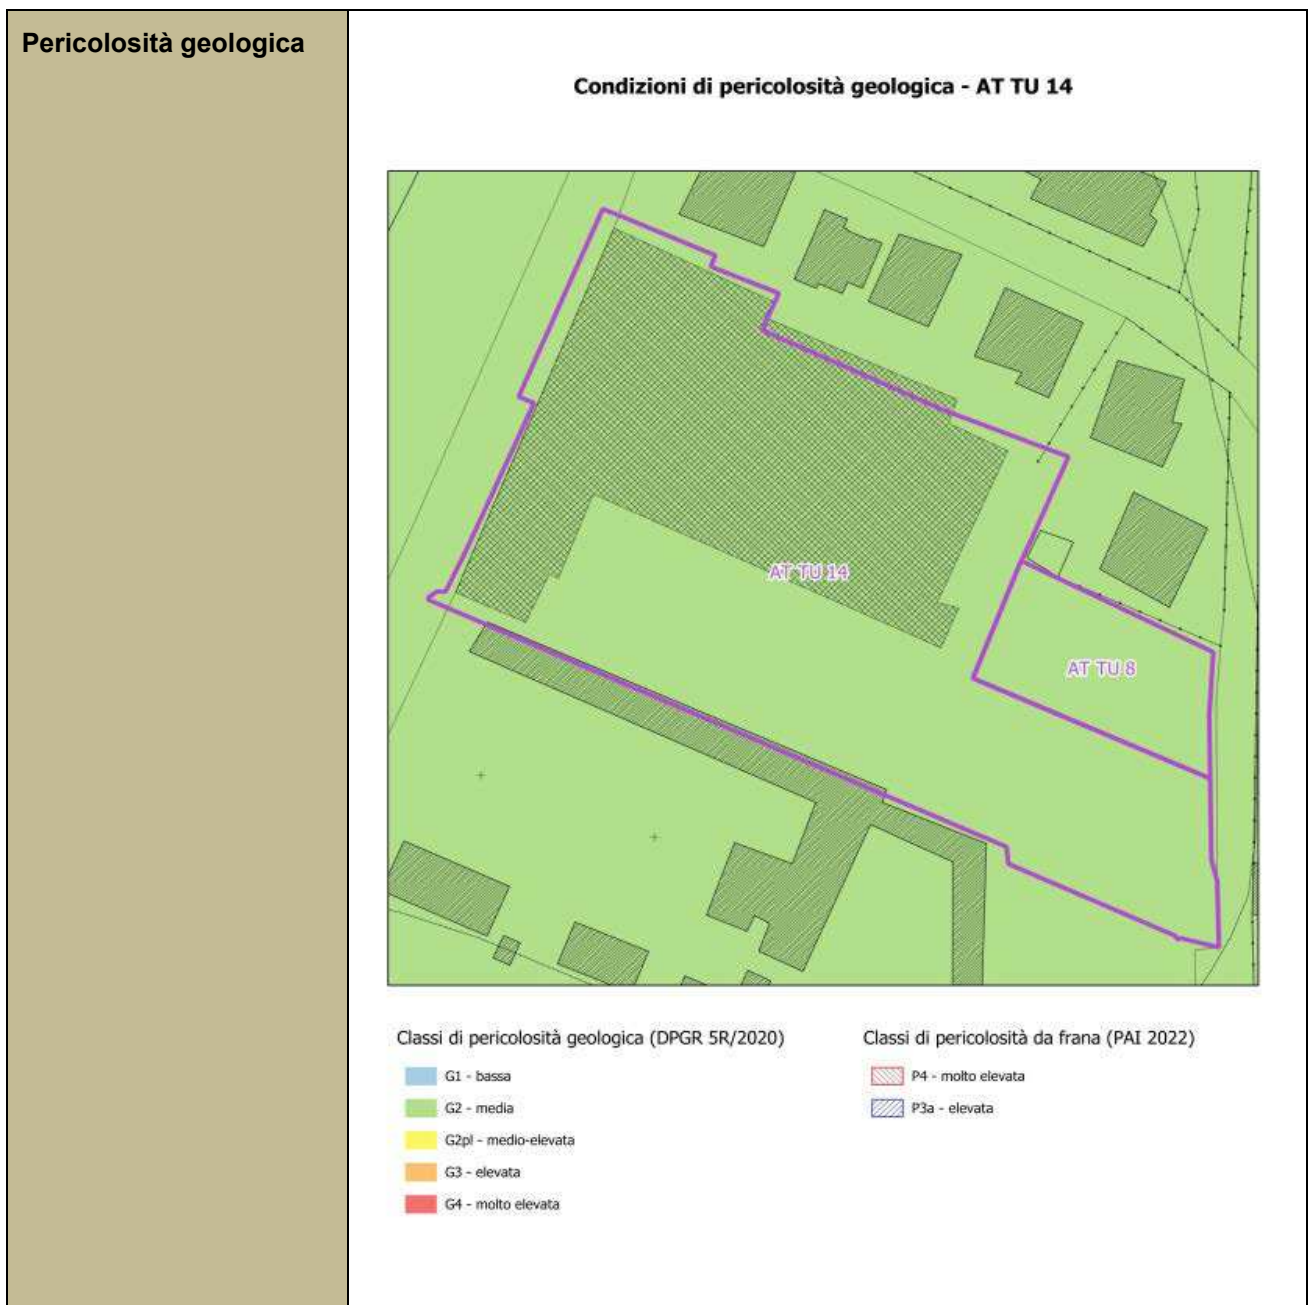 Pericolosità geologica
Condizioni di pericolosità geologica - AT TU 14
AT TU 14
AT TU 8
Classi di pericolosità geologica (DPGR 5R/2020)
G1 - bassa
G2 - media
G2pl - medio-elevata
G3 - elevata
G4 - molto elevata
Classi di pericolosità da frana (PAI 2022)
P4 - molto elevata
P3a - elevata